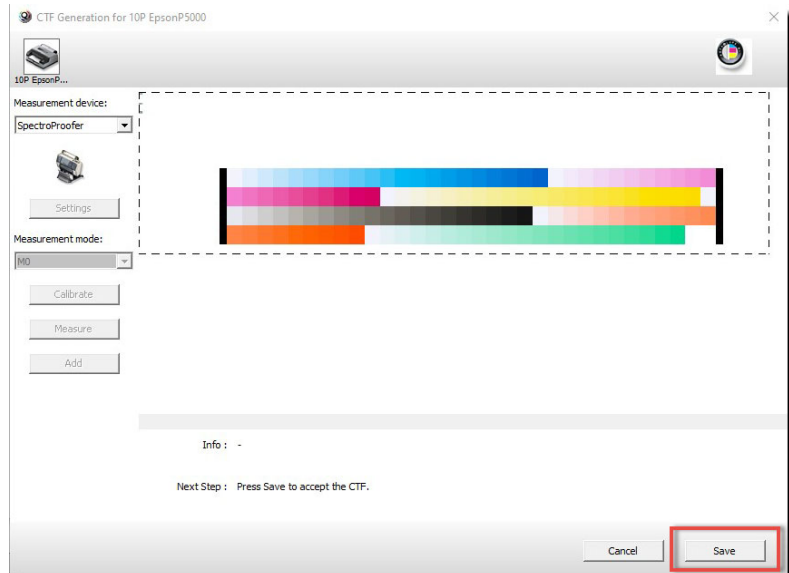 CTF Generation for 10P EpsonP5000
10P EpsonP...
Measurement device:
SpectroProofer
Settings
Measurement mode:
M0
Calibrate
Measure
Add
Info : -
Next Step : Press Save to accept the CTF.
Cancel Save